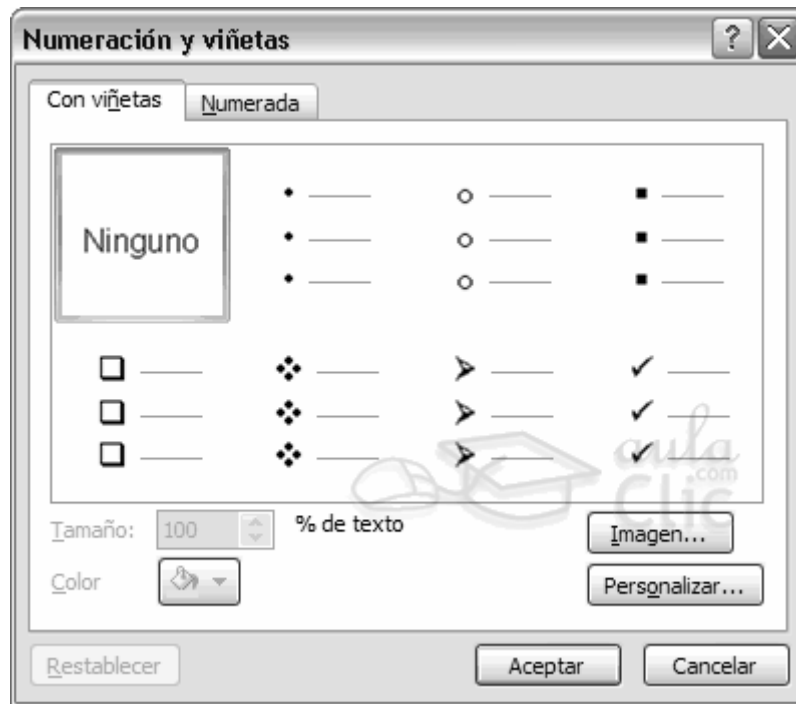 Numeración y viñetas
Con viñetas
Numerada
Ninguno
aula
.com
Clic
Tamaño: 100 % de texto
Imagen...
Color
Personalizar...
Restablecer
Aceptar
Cancelar